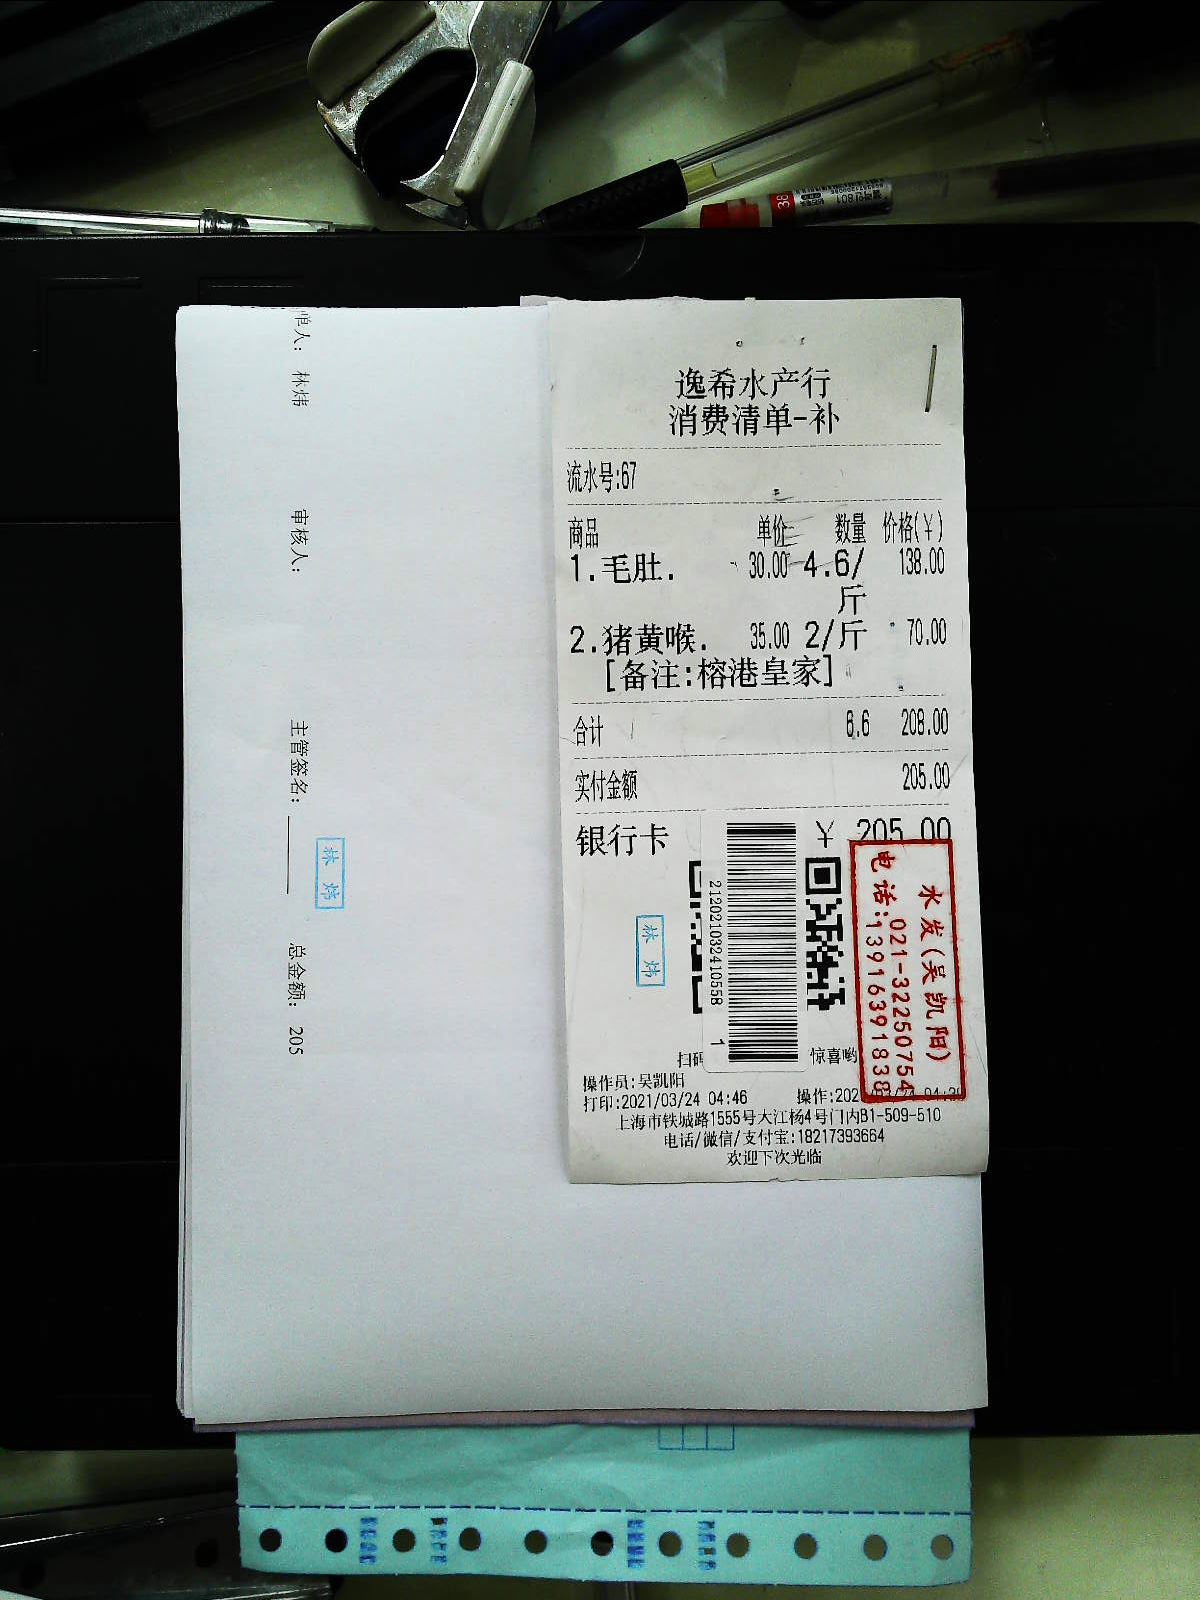 单人: 林炜
审核人:
主管签名:
总金额: 205
林炜
逸希水产行
消费清单-补
流水号:67
商品 单价 数量 价格(¥)
1.毛肚. 30.00 4.6/斤 138.00
2.猪黄喉. 35.00 2/斤 70.00
[备注:榕港皇家]
合计 6.6 208.00
实付金额 205.00
银行卡 ¥ 205.00
212021032410558 1
林炜
水发(吴凯阳)
021-32250754
电话:13916391838
扫码
惊喜哟
操作员:吴凯阳
打印:2021/03/24 04:46
上海市铁城路1555号大江杨4号门内B1-509-510
电话/微信/支付宝:18217393664
欢迎下次光临